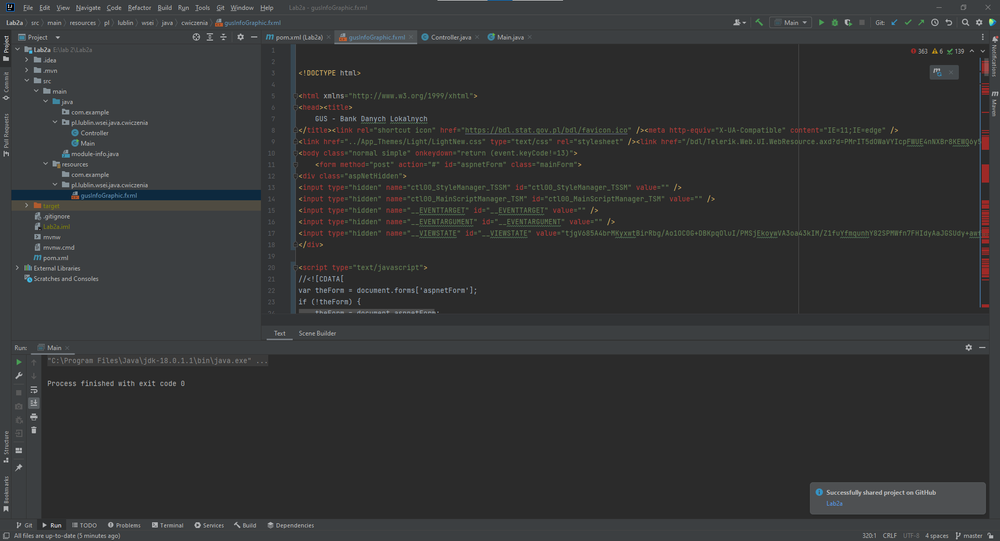 File Edit View Navigate Code Refactor Build Run Tools Git Window Help Lab2a - gusInfoGraphic.fxml
Lab2a src main resources pl lublin wsei java cwiczenia gusInfoGraphic.fxml Main Git:
Project
pom.xml (Lab2a) gusInfoGraphic.fxml Controller.java Main.java
Project
Commit
Pull Requests
Structure
Bookmarks
Notifications
Maven
Lab2a E:\lab 2\Lab2a
.idea
.mvn
src
main
java
com.example
pl.lublin.wsei.java.cwiczenia
Controller
Main
module-info.java
resources
com.example
pl.lublin.wsei.java.cwiczenia
gusInfoGraphic.fxml
target
.gitignore
Lab2a.iml
mvnw
mvnw.cmd
pom.xml
External Libraries
Scratches and Consoles
363 6 139
1
2
3 <!DOCTYPE html>
4
5 <html xmlns="http://www.w3.org/1999/xhtml">
6 <head><title>
7 GUS - Bank Danych Lokalnych
8 </title><link rel="shortcut icon" href="https://bdl.stat.gov.pl/bdl/favicon.ico" /><meta http-equiv="X-UA-Compatible" content="IE=11;IE=edge" />
9 <link href="../App_Themes/Light/LightNew.css" type="text/css" rel="stylesheet" /><link href="/bdl/Telerik.Web.UI.WebResource.axd?d=PMrIT5dOWaVYIcpFWUE4nNXBr8KEWQ6y5
10 <body class="normal simple" onkeydown="return (event.keyCode!=13)">
11 <form method="post" action="#" id="aspnetForm" class="mainForm">
12 <div class="aspNetHidden">
13 <input type="hidden" name="ctl00_StyleManager_TSSM" id="ctl00_StyleManager_TSSM" value="" />
14 <input type="hidden" name="ctl00_MainScriptManager_TSM" id="ctl00_MainScriptManager_TSM" value="" />
15 <input type="hidden" name="__EVENTTARGET" id="__EVENTTARGET" value="" />
16 <input type="hidden" name="__EVENTARGUMENT" id="__EVENTARGUMENT" value="" />
17 <input type="hidden" name="__VIEWSTATE" id="__VIEWSTATE" value="tjgV685A4brMKyxwtBirRbg/Ao1OC0G+DBKpqOluI/PMSjEkoywVA3oa43kIM/Z1fuYfmqunhY82SPMWfn7FHIdyAaJGSUdy+awf
18 </div>
19
20 <script type="text/javascript">
21 //<![CDATA[
22 var theForm = document.forms['aspnetForm'];
23 if (!theForm) {
24 theForm = document.aspnetForm;
Text Scene Builder
Run: Main
"C:\Program Files\Java\jdk-18.0.1.1\bin\java.exe" ...
Process finished with exit code 0
Successfully shared project on GitHub
Lab2a
Git Run TODO Problems Terminal Services Build Dependencies
All files are up-to-date (5 minutes ago) 320:1 CRLF UTF-8 4 spaces master